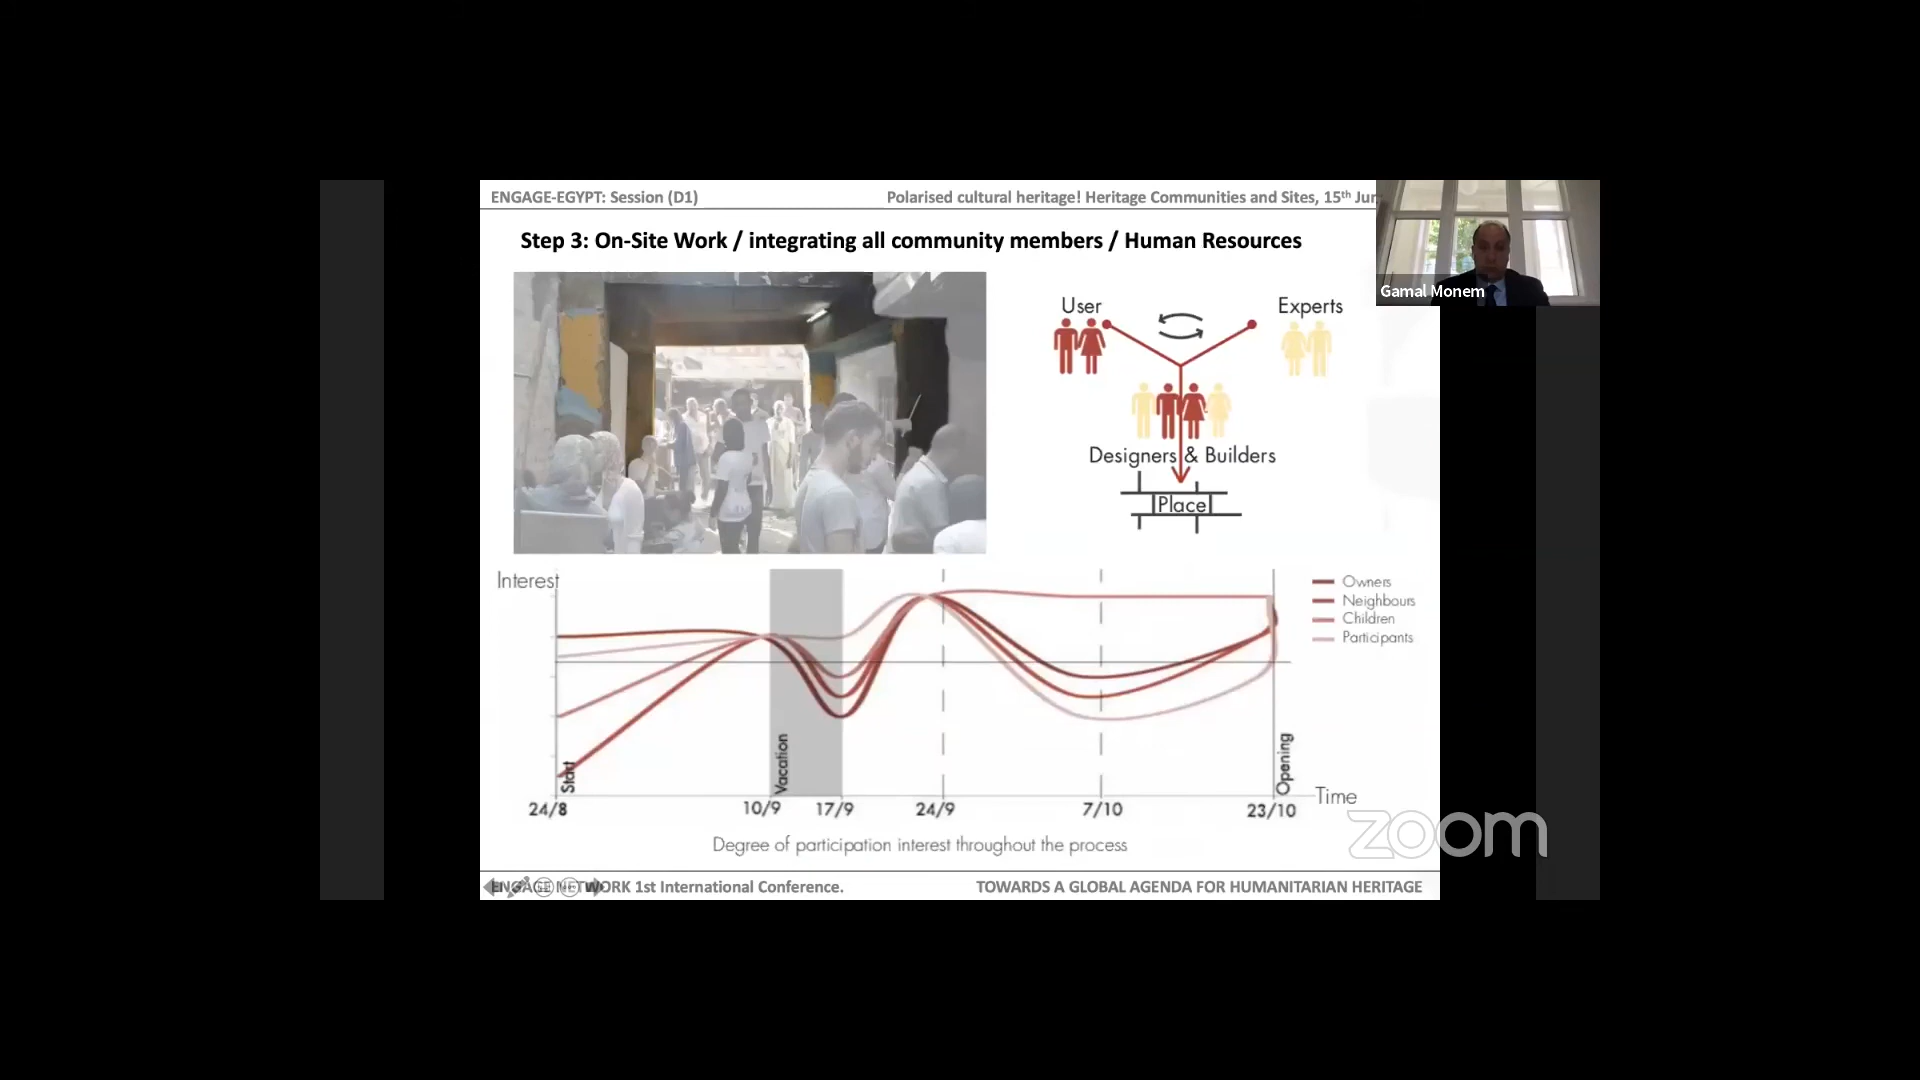 ENGAGE-EGYPT: Session (D1)
Polarised cultural heritage! Heritage Communities and Sites, 15th Jun
Gamal Monem
Step 3: On-Site Work / integrating all community members / Human Resources
User
Experts
Designers & Builders
Place
Interest
Owners
Neighbours
Children
Participants
Start
Vacation
Opening
24/8
10/9
17/9
24/9
7/10
23/10
Time
zoom
Degree of participation interest throughout the process
ENGAGE NETWORK 1st International Conference.
TOWARDS A GLOBAL AGENDA FOR HUMANITARIAN HERITAGE